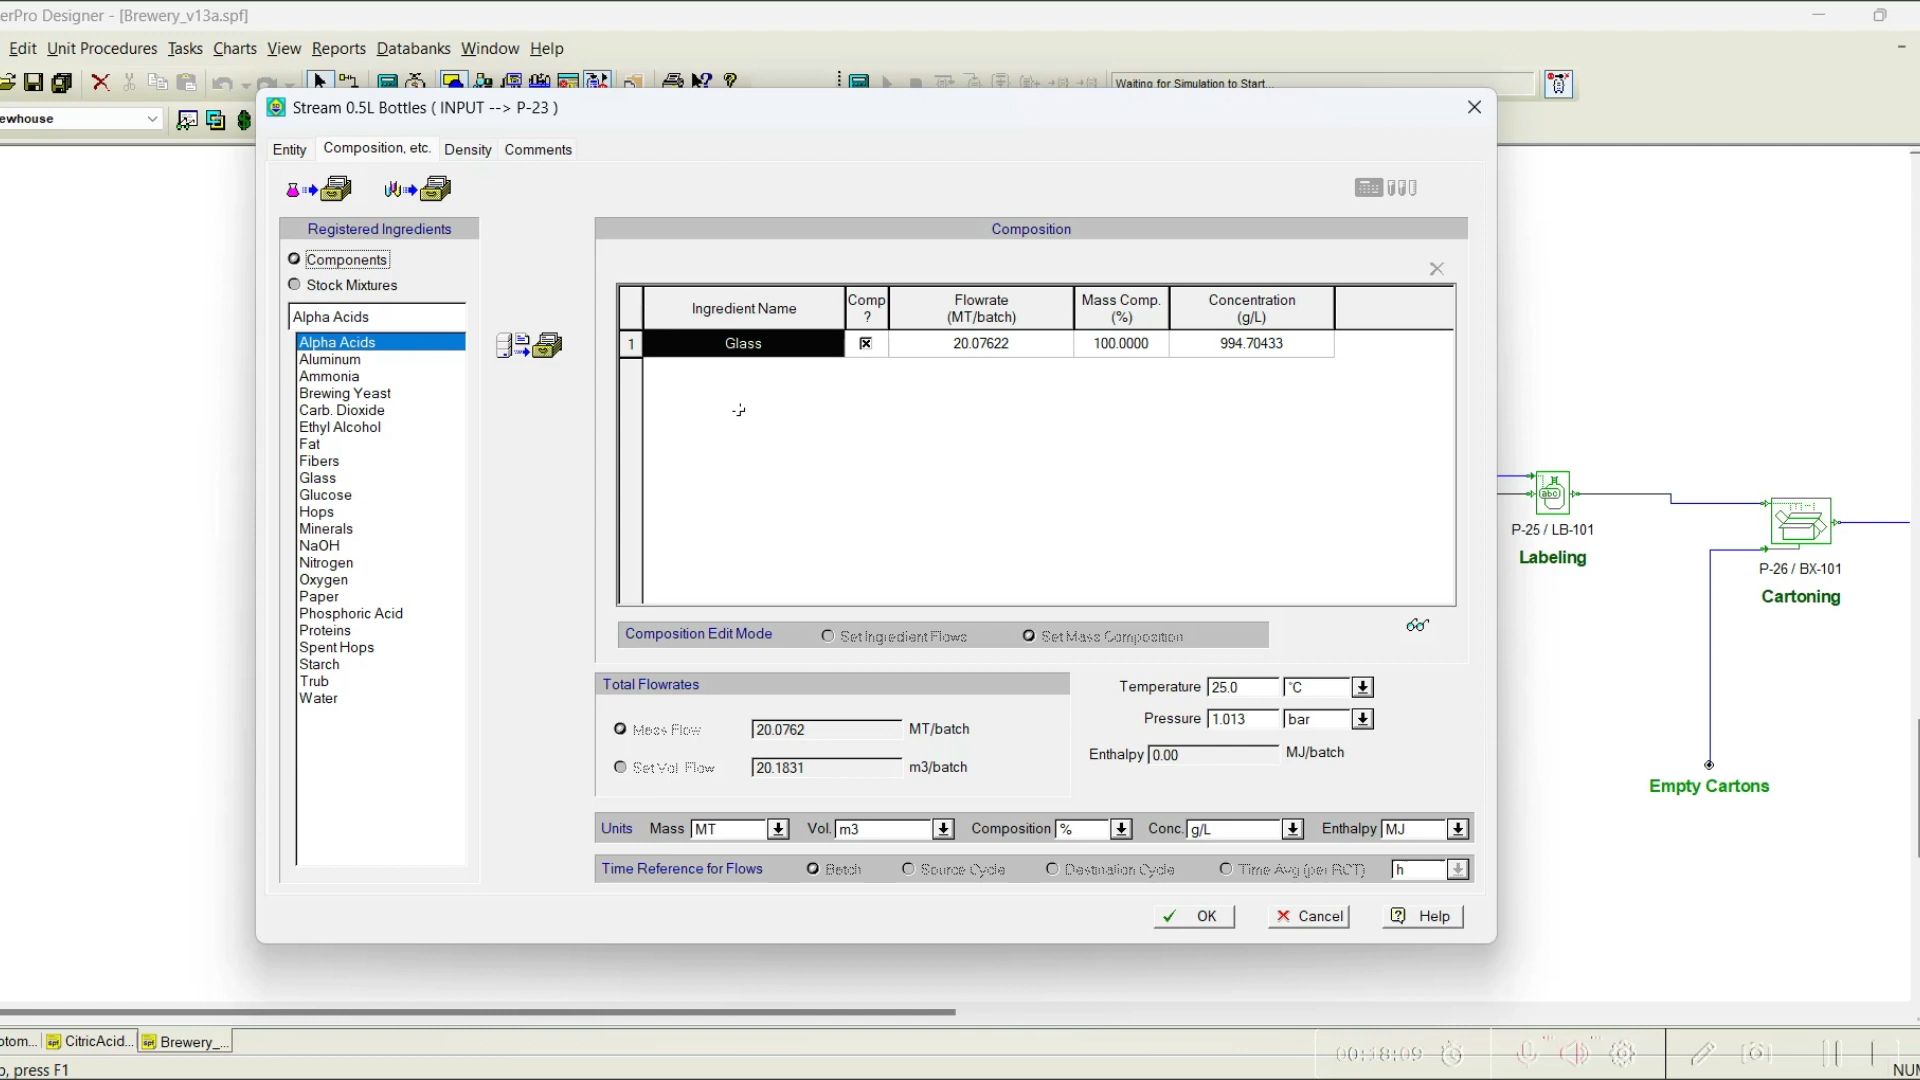 erPro Designer - [Brewery_v13a.spf]
Edit Unit Procedures Tasks Charts View Reports Databanks Window Help
Waiting for Simulation to Start...
ewhouse
Stream 0.5L Bottles ( INPUT --> P-23 )
Entity Composition, etc. Density Comments
Registered Ingredients
Components
Stock Mixtures
Alpha Acids
Alpha Acids
Aluminum
Ammonia
Brewing Yeast
Carb. Dioxide
Ethyl Alcohol
Fat
Fibers
Glass
Glucose
Hops
Minerals
NaOH
Nitrogen
Oxygen
Paper
Phosphoric Acid
Proteins
Spent Hops
Starch
Trub
Water
Composition
Ingredient Name Comp ? Flowrate (MT/batch) Mass Comp. (%) Concentration (g/L)
1 Glass 20.07622 100.0000 994.70433
Composition Edit Mode Set Ingredient Flows Set Mass Composition
Total Flowrates
Mass Flow 20.0762 MT/batch
Set Vol. Flow 20.1831 m3/batch
Temperature 25.0 °C
Pressure 1.013 bar
Enthalpy 0.00 MJ/batch
Units Mass MT Vol. m3 Composition % Conc. g/L Enthalpy MJ
Time Reference for Flows Batch Source Cycle Destination Cycle Time Avg (per RCT) h
OK Cancel Help
abc
P-25 / LB-101
Labeling
P-26 / BX-101
Cartoning
Empty Cartons
otom... CitricAcid... Brewery_...
00:18:09
p, press F1
NUM